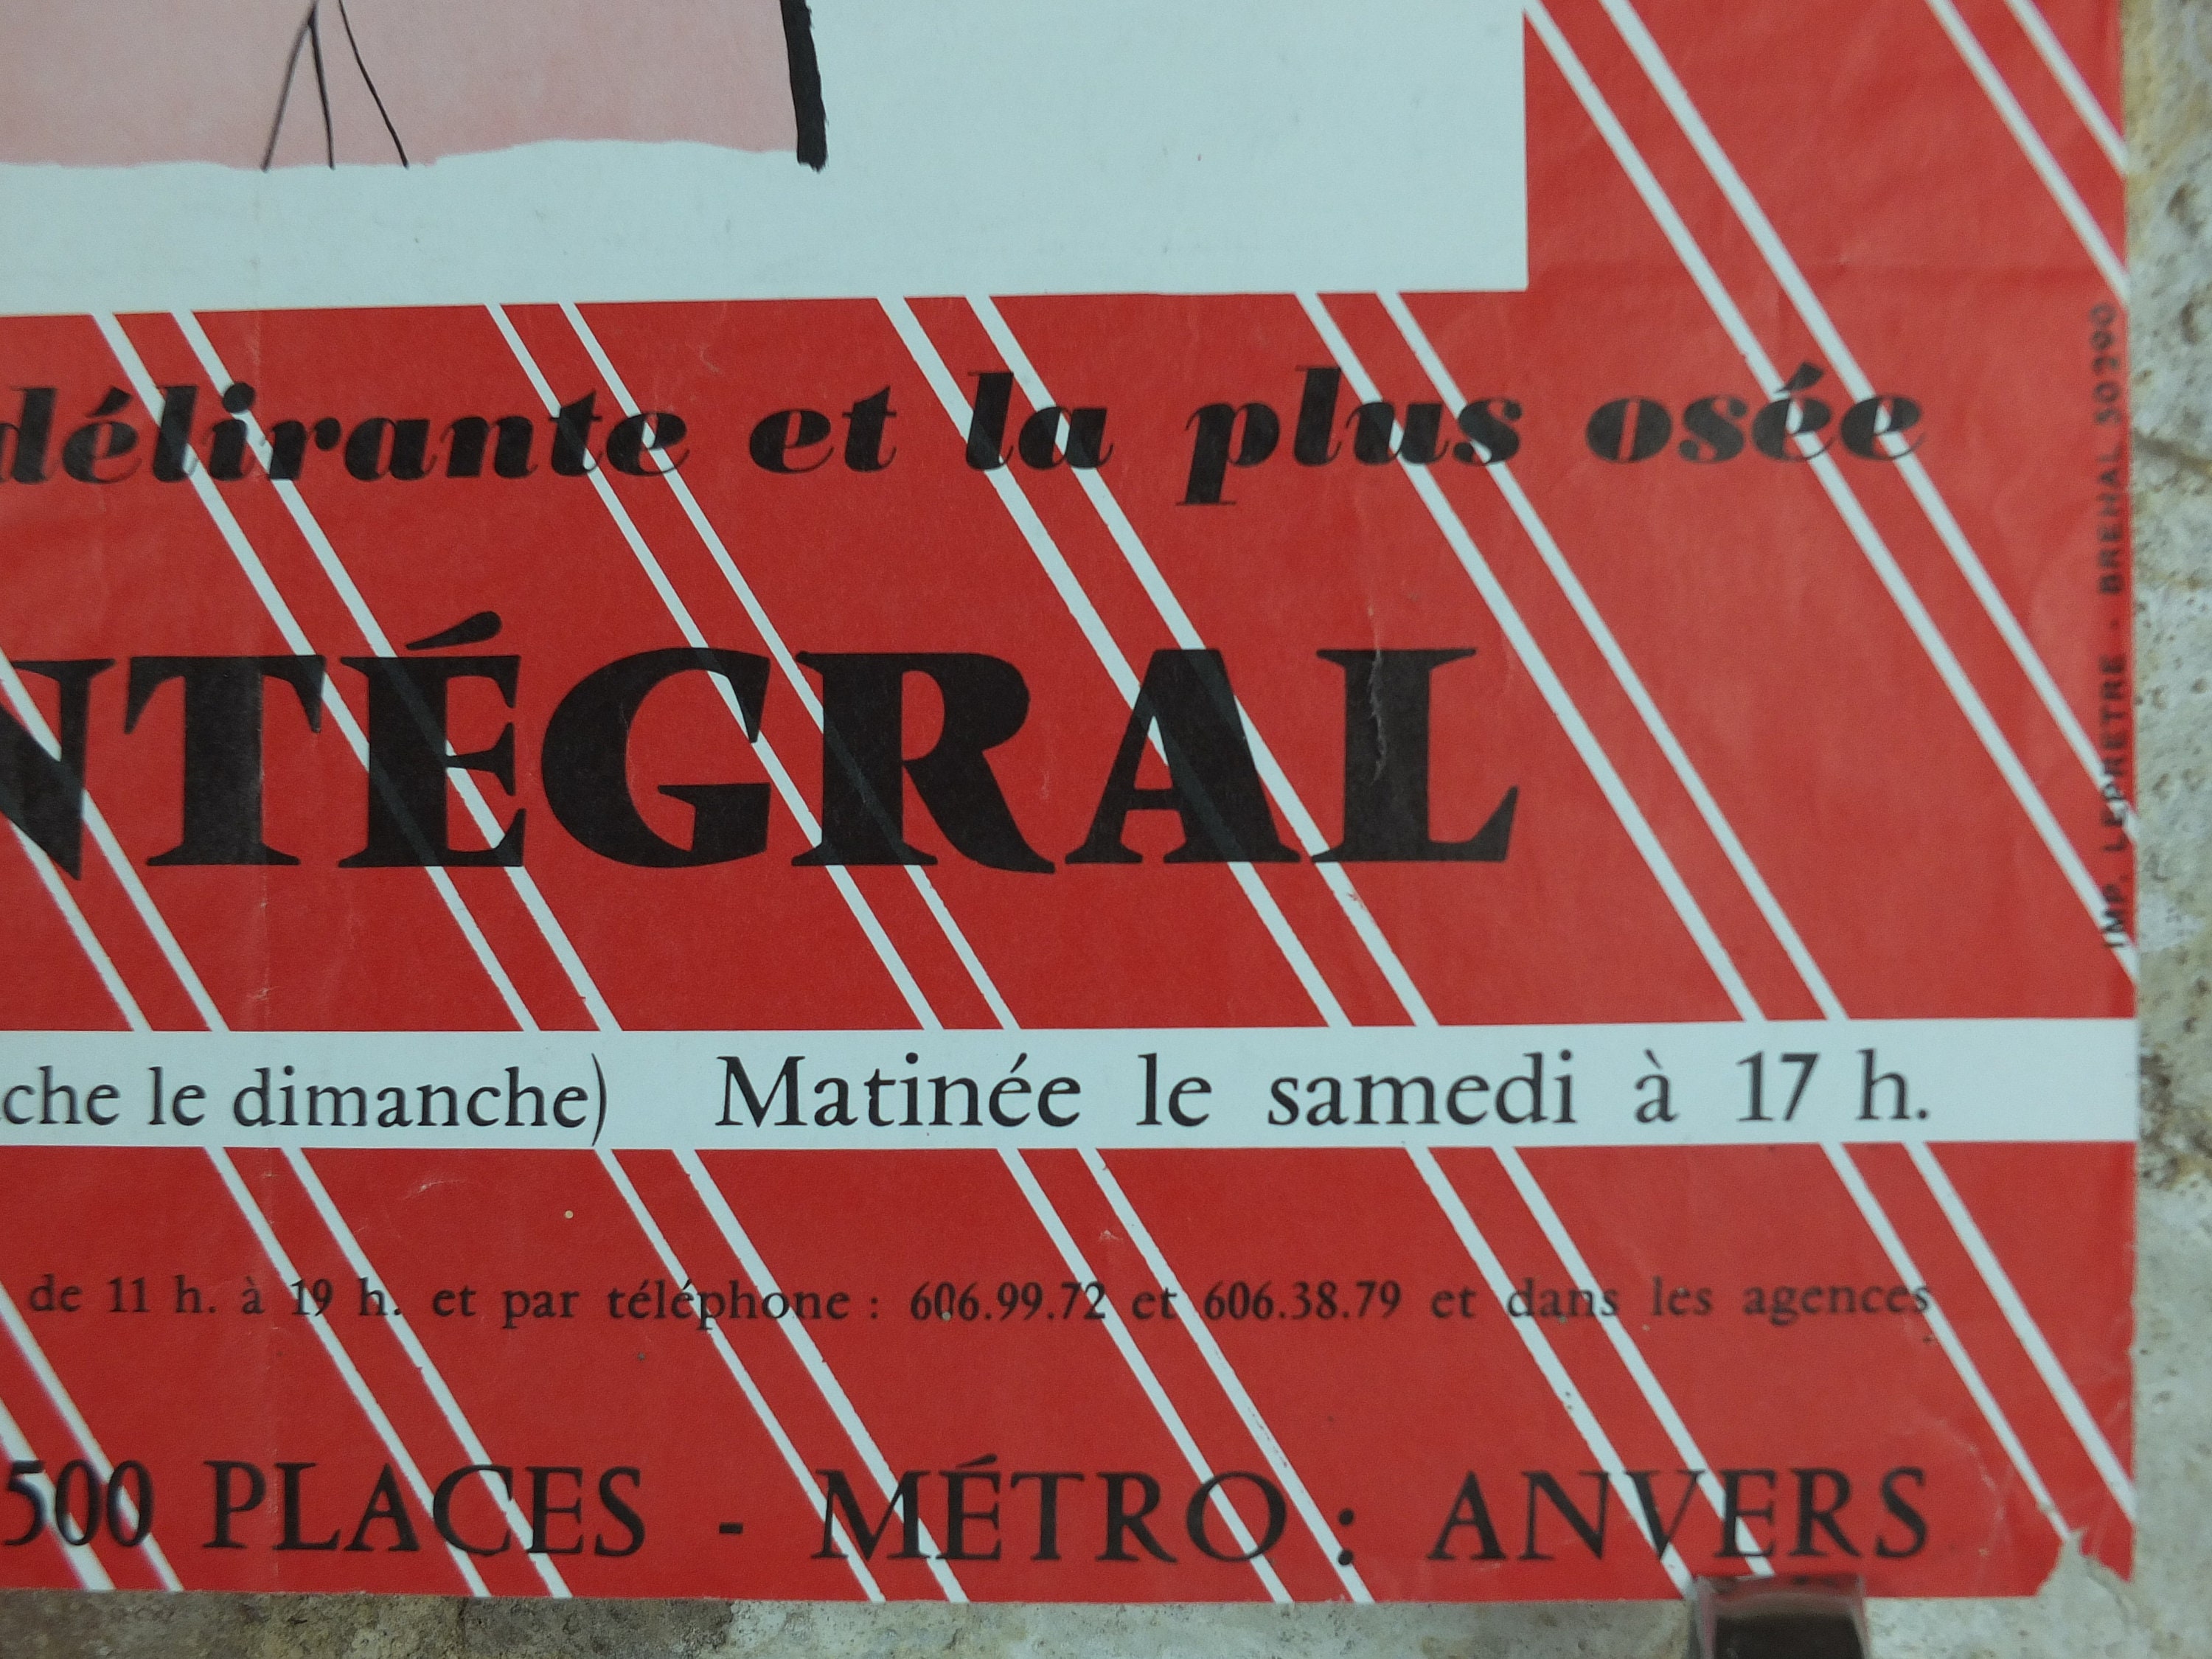 délirante et la plus osée
NTÉGRAL
che le dimanche) Matinée le samedi à 17 h.
de 11 h. à 19 h. et par téléphone : 606.99.72 et 606.38.79 et dans les agences
500 PLACES - MÉTRO : ANVERS
IMP. LEPRETRE - BREHAL 50290